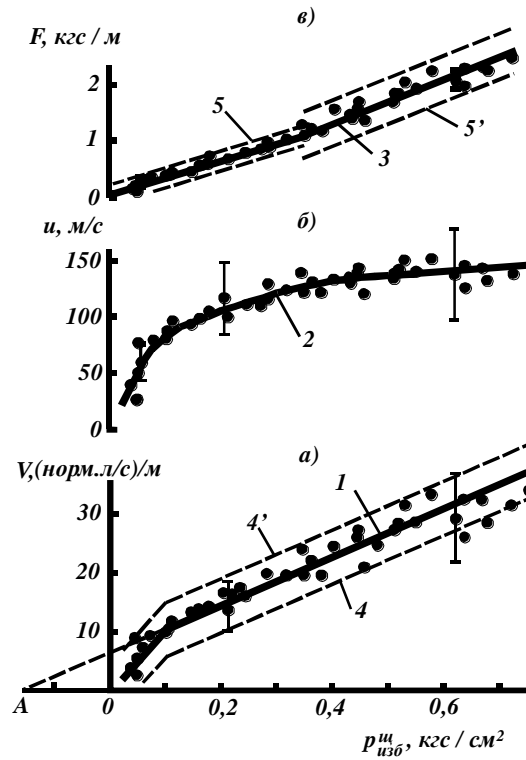 в)
F, кгс / м
2
1
0
5
3
5’
u, м/с
б)
150
100
50
0
2
V,(норм.л/с)/м
а)
30
20
10
1
4’
4
A 0 0,2 0,4 0,6
pщизб , кгс / см2